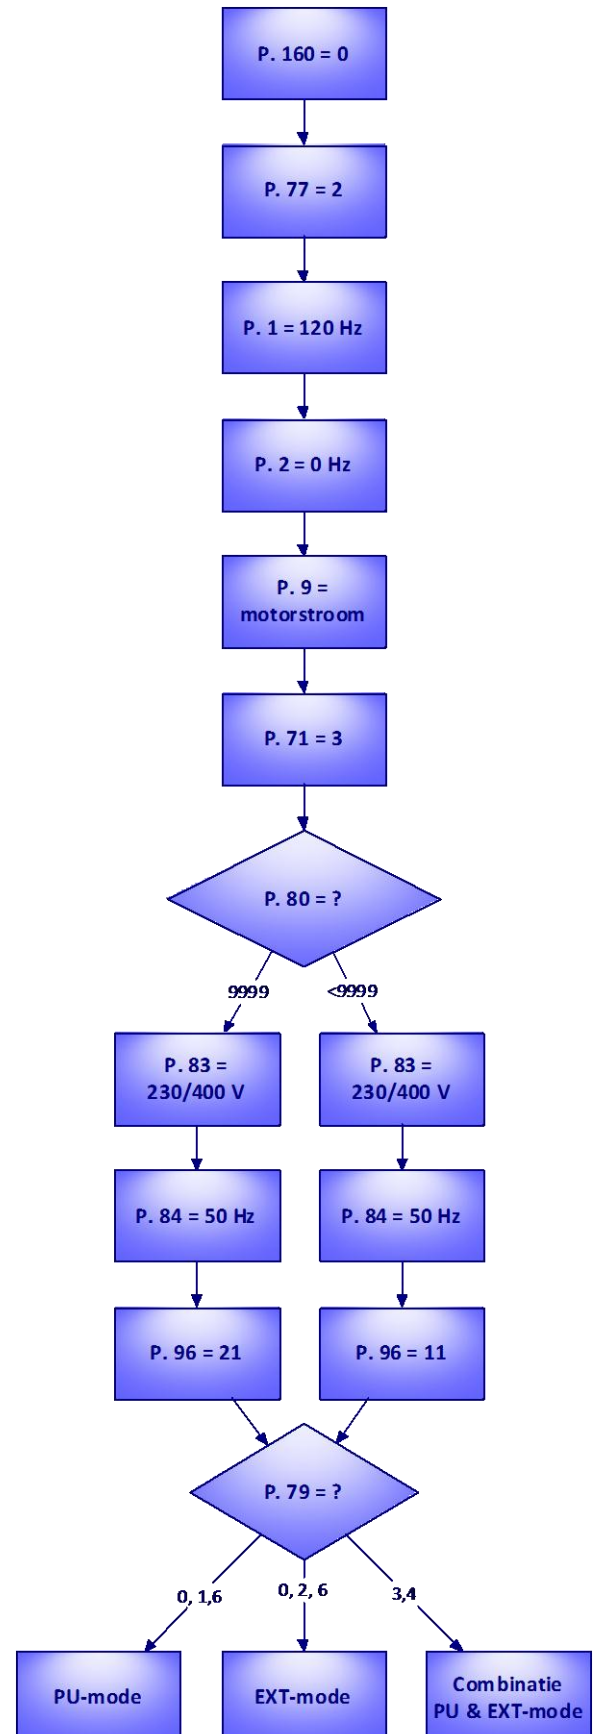 P. 160 = 0
P. 77 = 2
P. 1 = 120 Hz
P. 2 = 0 Hz
P. 9 =
motorstroom
P. 71 = 3
P. 80 = ?
9999
<9999
P. 83 =
230/400 V
P. 83 =
230/400 V
P. 84 = 50 Hz
P. 84 = 50 Hz
P. 96 = 21
P. 96 = 11
P. 79 = ?
0, 1,6
0, 2, 6
3,4
PU-mode
EXT-mode
Combinatie
PU & EXT-mode